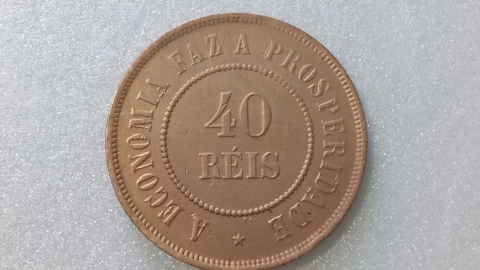 A ECONOMIA FAZ A PROSPERIDADE
40
RÉIS